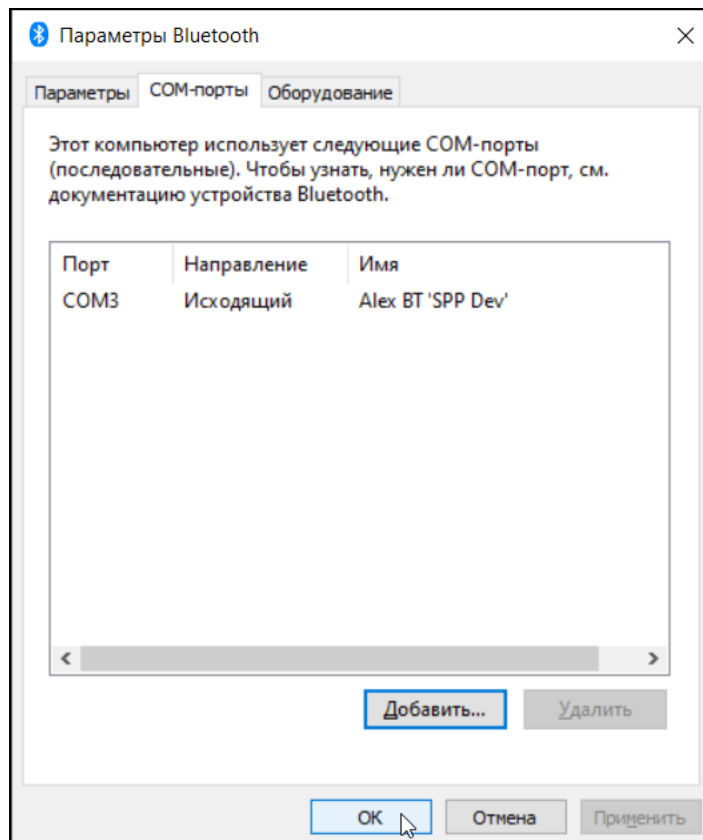 Параметры Bluetooth
Параметры COM-порты Оборудование
Этот компьютер использует следующие COM-порты
(последовательные). Чтобы узнать, нужен ли COM-порт, см.
документацию устройства Bluetooth.
Порт Направление Имя
COM3 Исходящий Alex BT 'SPP Dev'
Добавить... Удалить
ОК Отмена Применить